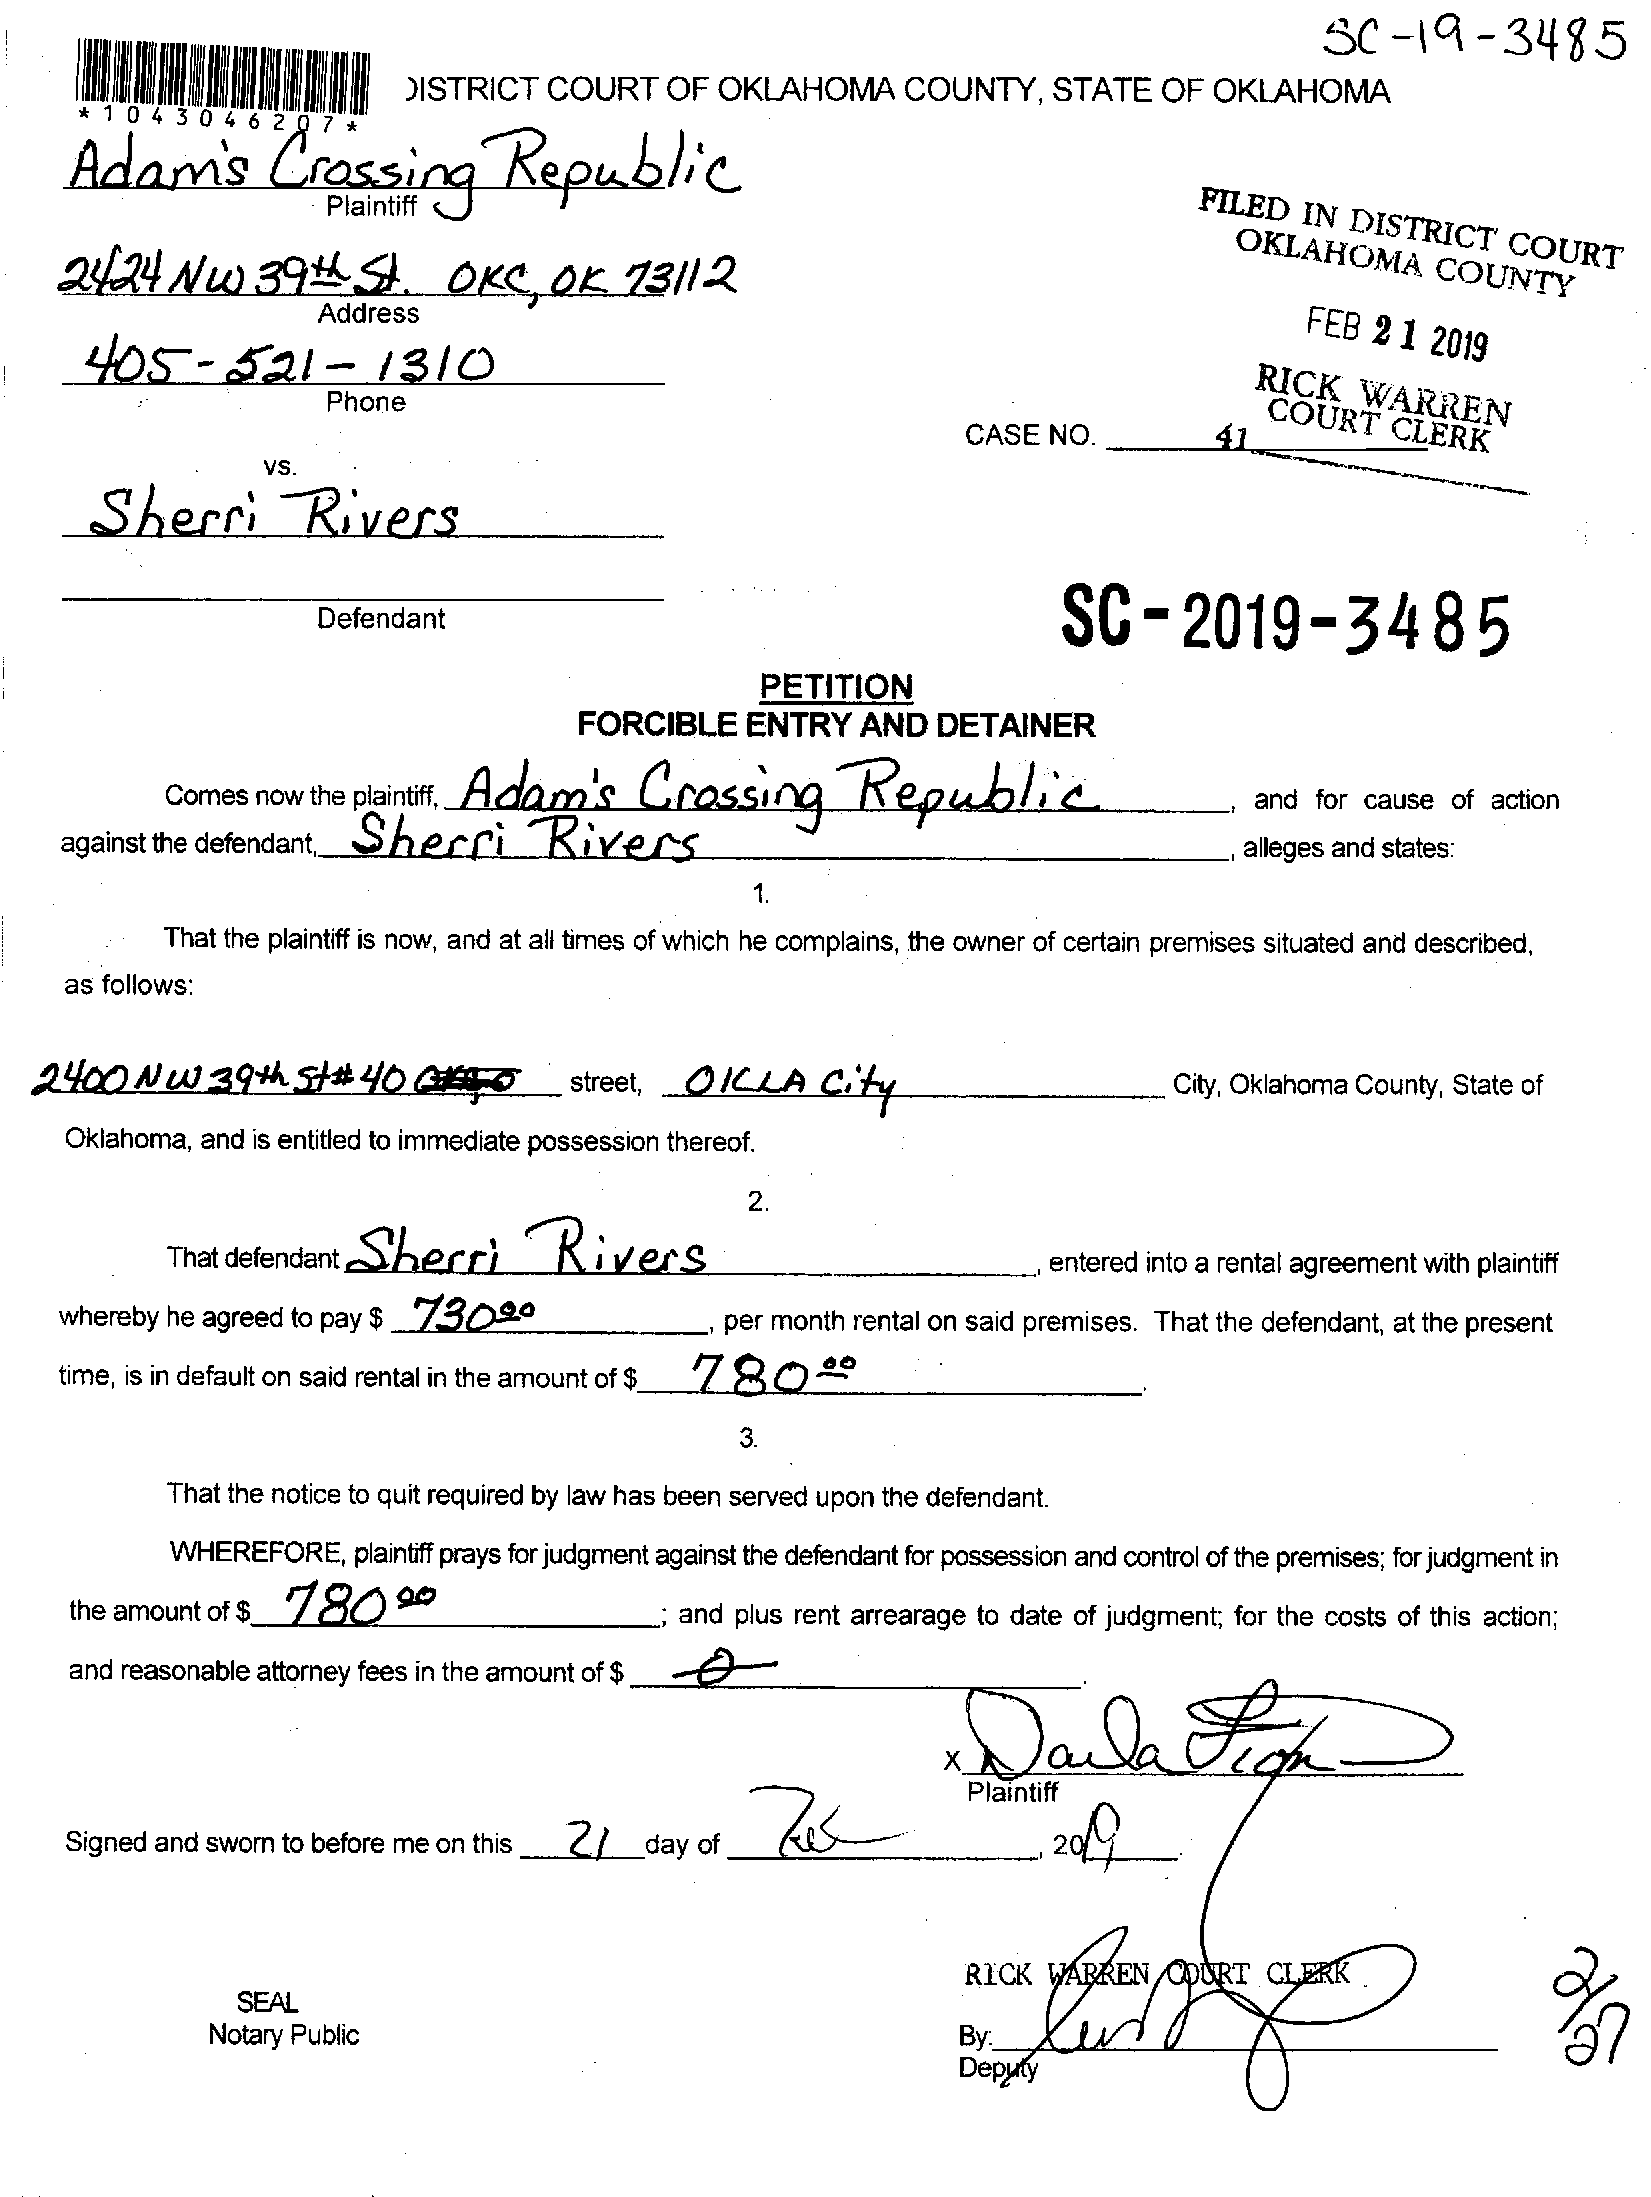 SC-19-3485
*1043046207*
DISTRICT COURT OF OKLAHOMA COUNTY, STATE OF OKLAHOMA
Adam's Crossing Republic
Plaintiff
2424 NW 39th St. OKC, OK 73112
Address
405-521-1310
Phone
FILED IN DISTRICT COURT
OKLAHOMA COUNTY
FEB 21 2019
RICK WARREN
COURT CLERK
CASE NO. 41
vs.
Sherri Rivers
Defendant
SC-2019-3485
PETITION
FORCIBLE ENTRY AND DETAINER
Comes now the plaintiff, Adam's Crossing Republic, and for cause of action
against the defendant, Sherri Rivers, alleges and states:
1.
That the plaintiff is now, and at all times of which he complains, the owner of certain premises situated and described,
as follows:
2400 NW 39th St # 40 street, OKLA City City, Oklahoma County, State of
Oklahoma, and is entitled to immediate possession thereof.
2.
That defendant Sherri Rivers, entered into a rental agreement with plaintiff
whereby he agreed to pay $ 730.00, per month rental on said premises. That the defendant, at the present
time, is in default on said rental in the amount of $ 780.00.
3.
That the notice to quit required by law has been served upon the defendant.
WHEREFORE, plaintiff prays for judgment against the defendant for possession and control of the premises; for judgment in
the amount of $ 780.00; and plus rent arrearage to date of judgment; for the costs of this action;
and reasonable attorney fees in the amount of $ 0.
X Darla
Plaintiff
Signed and sworn to before me on this 21 day of Feb, 2019.
RICK WARREN COURT CLERK
SEAL
Notary Public
By:
Deputy
2/27